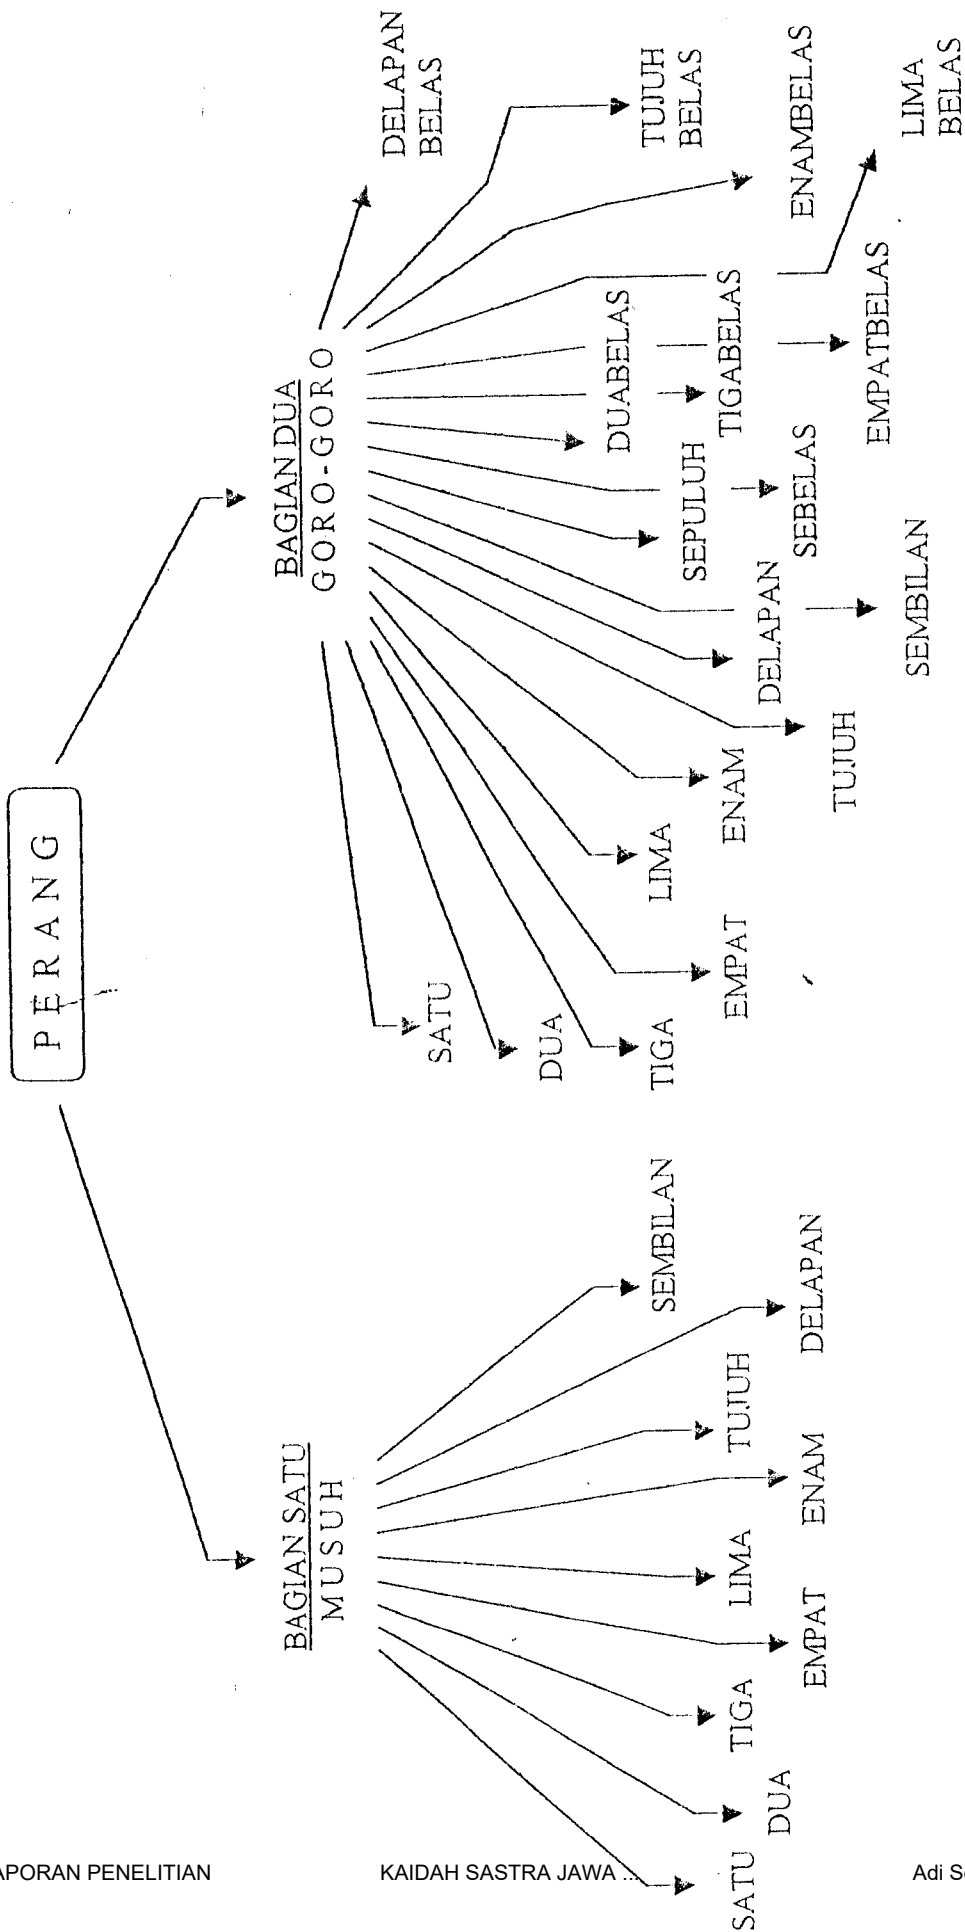 PERANG
BAGIAN SATU
MUSUH
SATU
DUA
TIGA
EMPAT
LIMA
ENAM
TUJUH
DELAPAN
SEMBILAN
BAGIAN DUA
GORO-GORO
SATU
DUA
TIGA
EMPAT
LIMA
ENAM
TUJUH
DELAPAN
SEMBILAN
SEPULUH
SEBELAS
DUABELAS
TIGABELAS
EMPATBELAS
LIMA
BELAS
ENAMBELAS
TUJUH
BELAS
DELAPAN
BELAS
APORAN PENELITIAN
KAIDAH SASTRA JAWA ...
Adi S